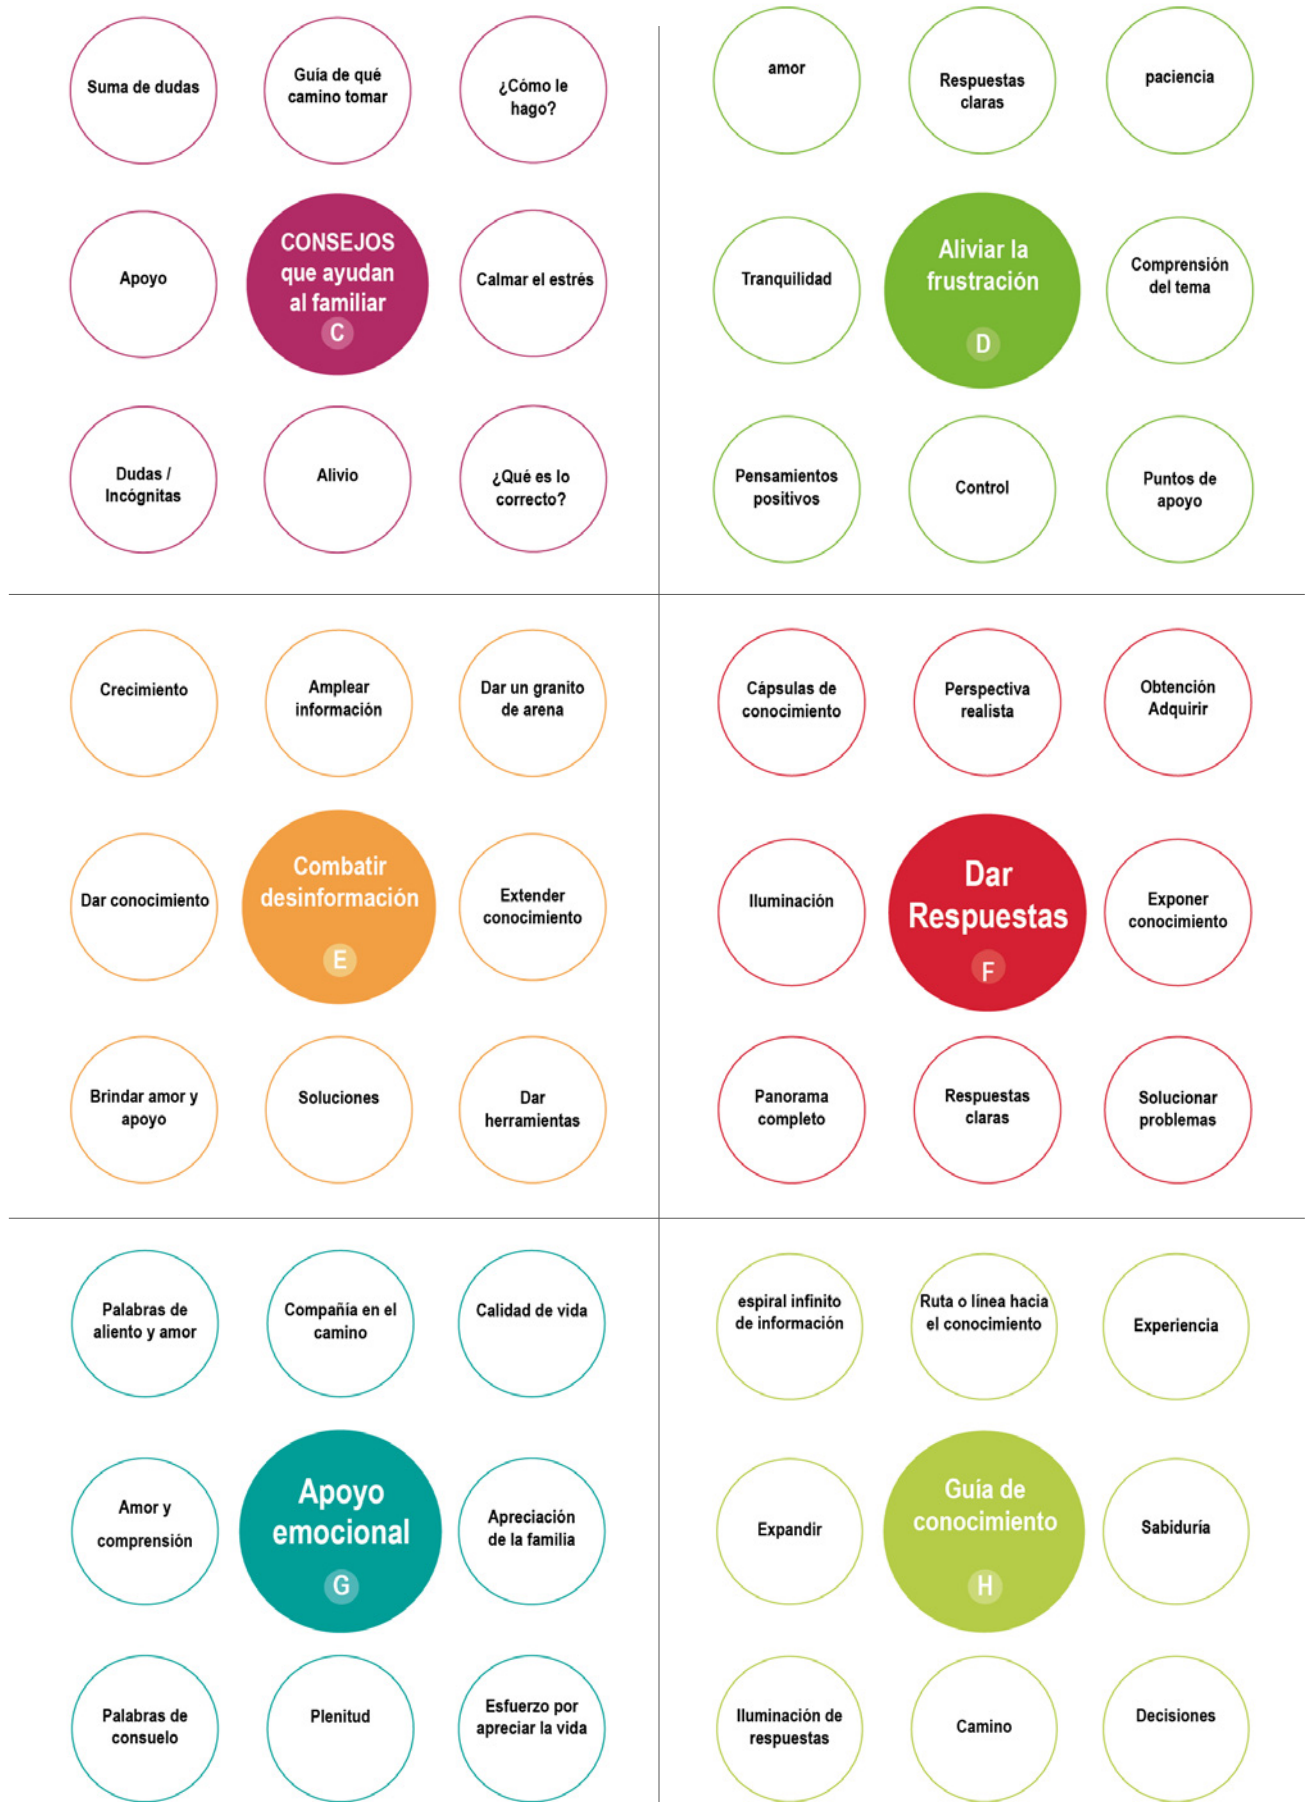 Suma de dudas
Guía de qué
camino tomar
¿Cómo le
hago?
Apoyo
CONSEJOS
que ayudan
al familiar
C
Calmar el estrés
Dudas /
Incógnitas
Alivio
¿Qué es lo
correcto?
amor
Respuestas
claras
paciencia
Tranquilidad
Aliviar la
frustración
D
Comprensión
del tema
Pensamientos
positivos
Control
Puntos de
apoyo
Crecimiento
Amplear
información
Dar un granito
de arena
Dar conocimiento
Combatir
desinformación
E
Extender
conocimiento
Brindar amor y
apoyo
Soluciones
Dar
herramientas
Cápsulas de
conocimiento
Perspectiva
realista
Obtención
Adquirir
Iluminación
Dar
Respuestas
F
Exponer
conocimiento
Panorama
completo
Respuestas
claras
Solucionar
problemas
Palabras de
aliento y amor
Compañía en el
camino
Calidad de vida
Amor y
comprensión
Apoyo
emocional
G
Apreciación
de la familia
Palabras de
consuelo
Plenitud
Esfuerzo por
apreciar la vida
espiral infinito
de información
Ruta o línea hacia
el conocimiento
Experiencia
Expandir
Guía de
conocimiento
H
Sabiduría
Iluminación de
respuestas
Camino
Decisiones